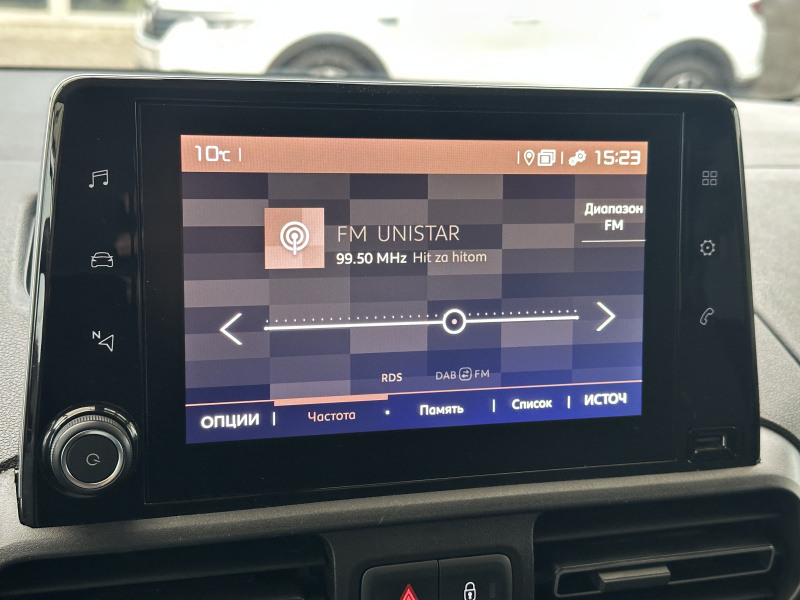 10°C
15:23
Диапазон
FM
FM UNISTAR
99.50 MHz Hit za hitom
RDS
DAB FM
ОПЦИИ Частота Память Список ИСТОЧ
N